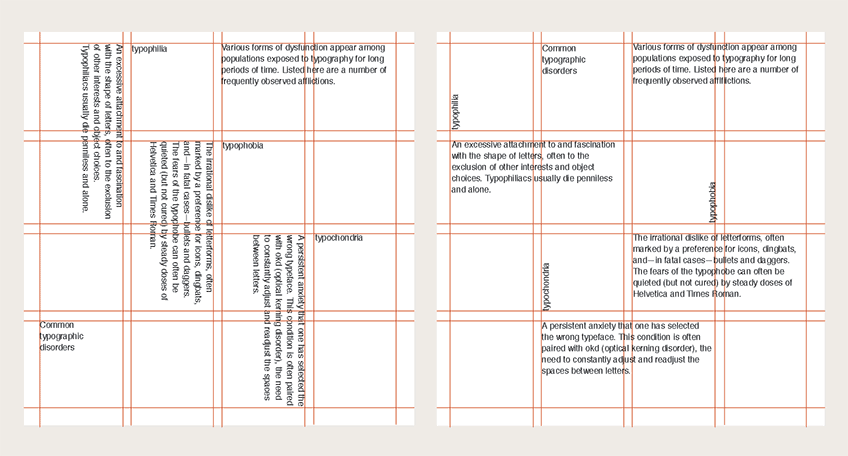 An excessive attachment to and fascination
with the shape of letters, often to the exclusion
of other interests and object choices.
Typophiliacs usually die penniless and alone.
typophilia
Various forms of dysfunction appear among
populations exposed to typography for long
periods of time. Listed here are a number of
frequently observed afflictions.
The irrational dislike of letterforms, often
marked by a preference for icons, dingbats,
and—in fatal cases—bullets and daggers.
The fears of the typophobe can often be
quieted (but not cured) by steady doses of
Helvetica and Times Roman.
typophobia
A persistent anxiety that one has selected the
wrong typeface. This condition is often paired
with okd (optical kerning disorder), the need
to constantly adjust and readjust the spaces
between letters.
typochondria
Common
typographic
disorders
typophilia
Common
typographic
disorders
Various forms of dysfunction appear among
populations exposed to typography for long
periods of time. Listed here are a number of
frequently observed affliflictions.
An excessive attachment to and fascination
with the shape of letters, often to the
exclusion of other interests and object
choices. Typophiliacs usually die penniless
and alone.
typophobia
typochondria
The irrational dislike of letterforms, often
marked by a preference for icons, dingbats,
and—in fatal cases—bullets and daggers.
The fears of the typophobe can often be
quieted (but not cured) by steady doses of
Helvetica and Times Roman.
A persistent anxiety that one has selected
the wrong typeface. This condition is often
paired with okd (optical kerning disorder), the
need to constantly adjust and readjust the
spaces between letters.